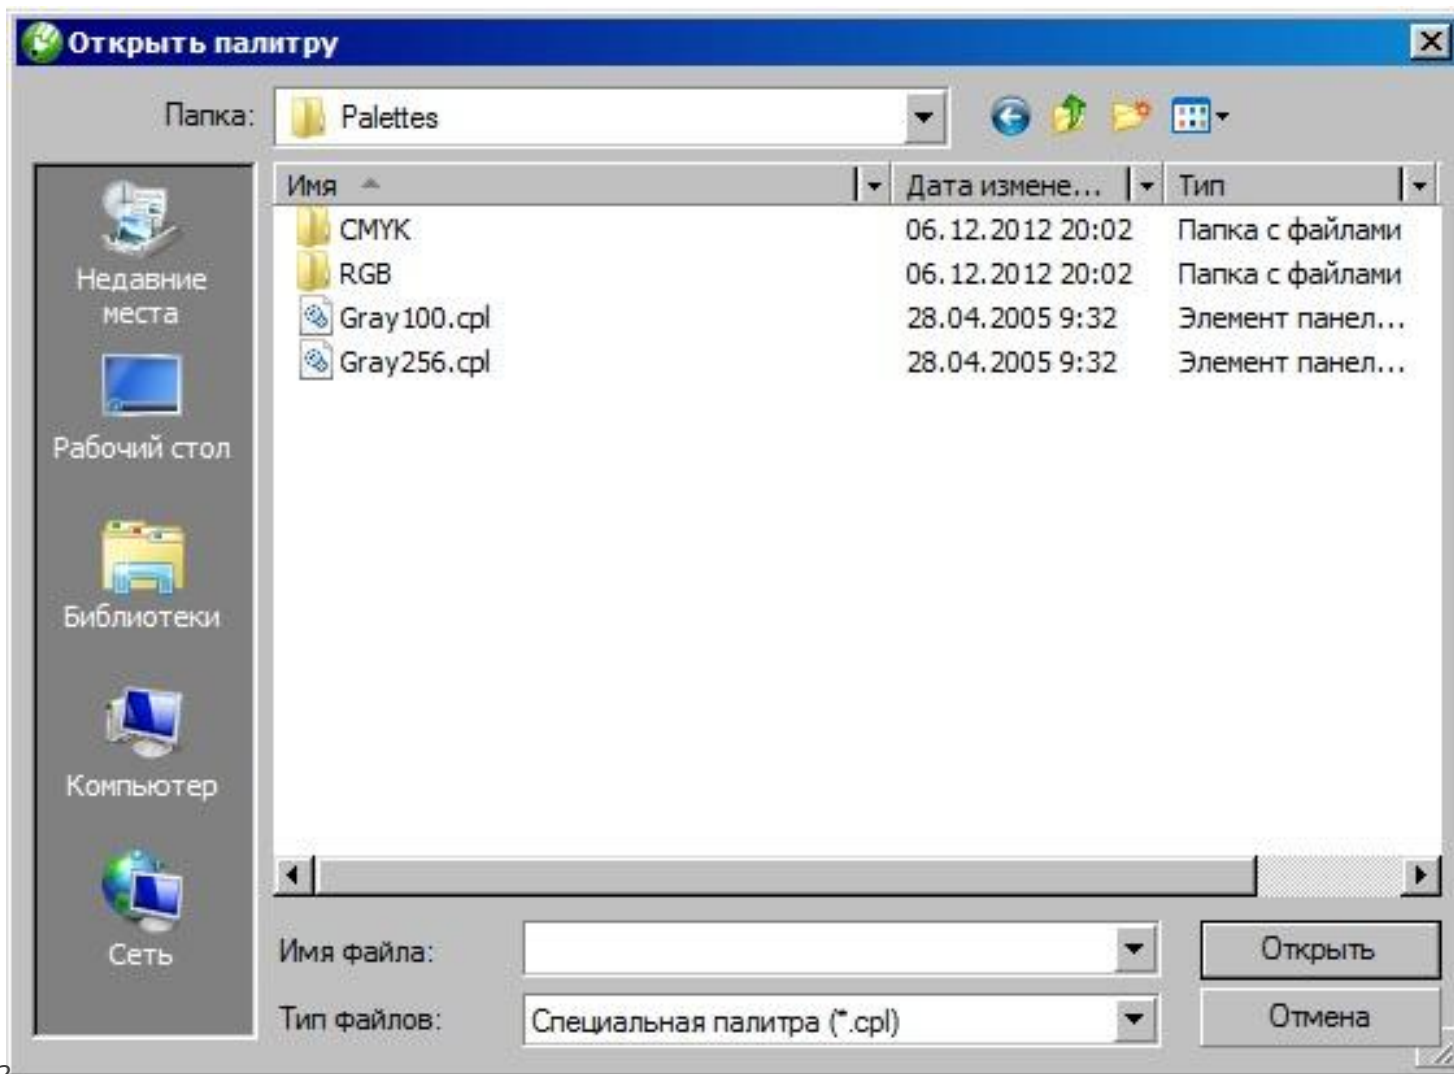 Открыть палитру
Папка: Palettes
Имя Дата измене... Тип
CMYK 06.12.2012 20:02 Папка с файлами
RGB 06.12.2012 20:02 Папка с файлами
Gray100.cpl 28.04.2005 9:32 Элемент панел...
Gray256.cpl 28.04.2005 9:32 Элемент панел...
Недавние
места
Рабочий стол
Библиотеки
Компьютер
Сеть
Имя файла: Открыть
Тип файлов: Специальная палитра (*.cpl) Отмена